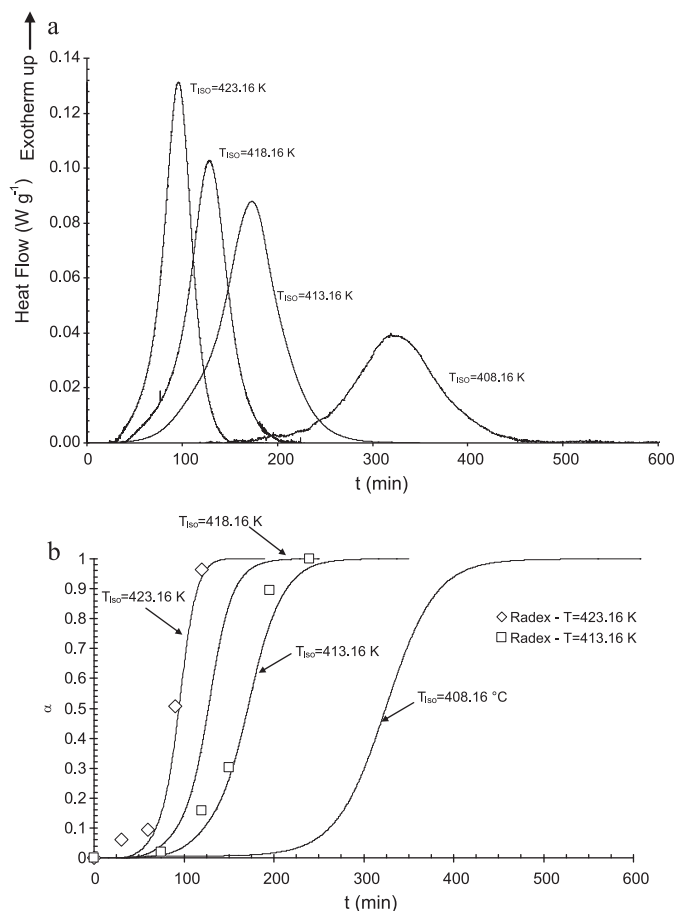 a
Heat Flow (W g⁻¹) Exotherm up
0.14
0.12
0.10
0.08
0.06
0.04
0.02
0.00
T_ISO=423.16 K
T_ISO=418.16 K
T_ISO=413.16 K
T_ISO=408.16 K
0 100 200 300 400 500 600
t (min)
b
T_Iso=418.16 K
1
0.9
0.8
0.7
0.6
0.5
0.4
0.3
0.2
0.1
0
α
T_Iso=423.16 K
◇ Radex - T=423.16 K
□ Radex - T=413.16 K
T_Iso=413.16 K
T_Iso=408.16 °C
0 100 200 300 400 500 600
t (min)